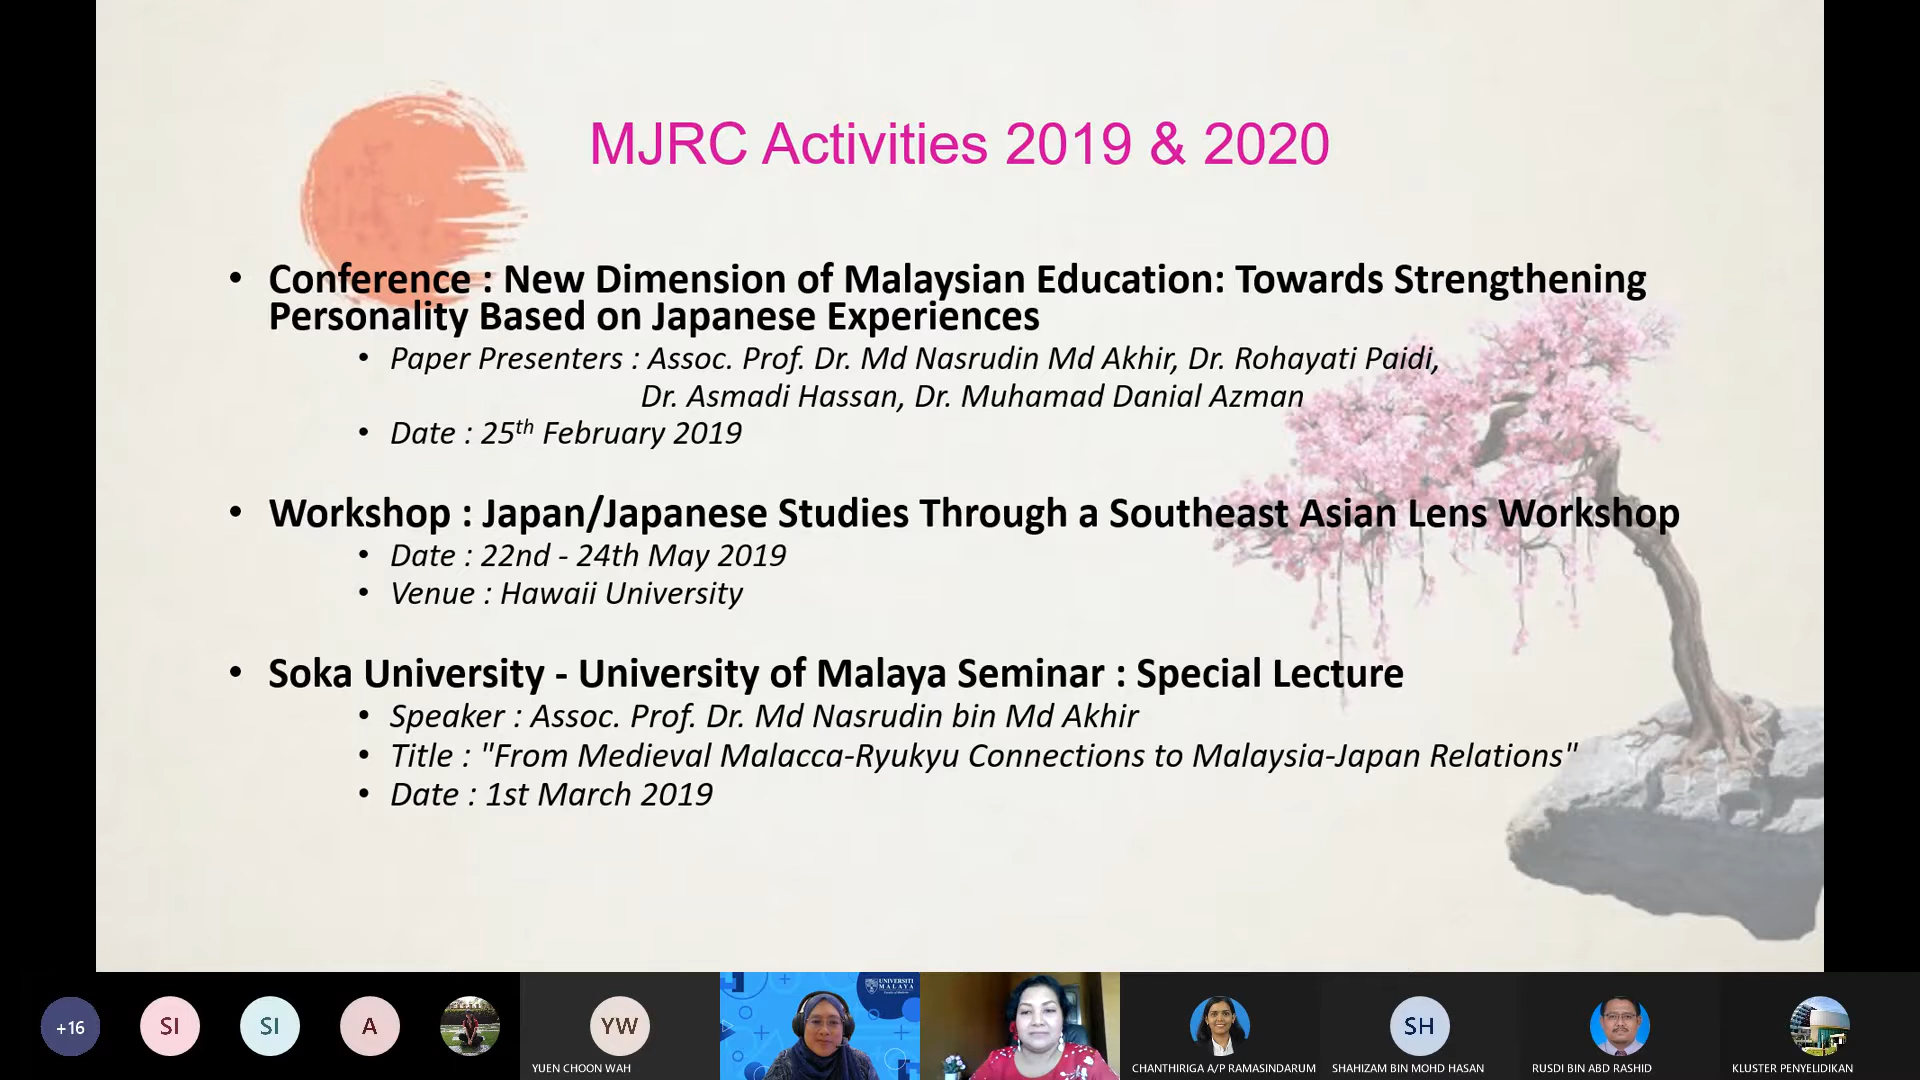 MJRC Activities 2019 & 2020
• Conference : New Dimension of Malaysian Education: Towards Strengthening
Personality Based on Japanese Experiences
• Paper Presenters : Assoc. Prof. Dr. Md Nasrudin Md Akhir, Dr. Rohayati Paidi,
Dr. Asmadi Hassan, Dr. Muhamad Danial Azman
• Date : 25th February 2019
• Workshop : Japan/Japanese Studies Through a Southeast Asian Lens Workshop
• Date : 22nd - 24th May 2019
• Venue : Hawaii University
• Soka University - University of Malaya Seminar : Special Lecture
• Speaker : Assoc. Prof. Dr. Md Nasrudin bin Md Akhir
• Title : "From Medieval Malacca-Ryukyu Connections to Malaysia-Japan Relations"
• Date : 1st March 2019
+16
SI
SI
A
YW
YUEN CHOON WAH
UNIVERSITI
MALAYA
CHANTHIRIGA A/P RAMASINDARUM
SH
SHAHIZAM BIN MOHD HASAN
RUSDI BIN ABD RASHID
KLUSTER PENYELIDIKAN